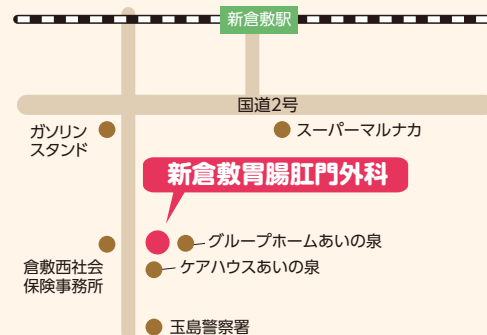 新倉敷駅
国道2号
ガソリン
スタンド
スーパーマルナカ
新倉敷胃腸肛門外科
グループホームあいの泉
ケアハウスあいの泉
倉敷西社会
保険事務所
玉島警察署